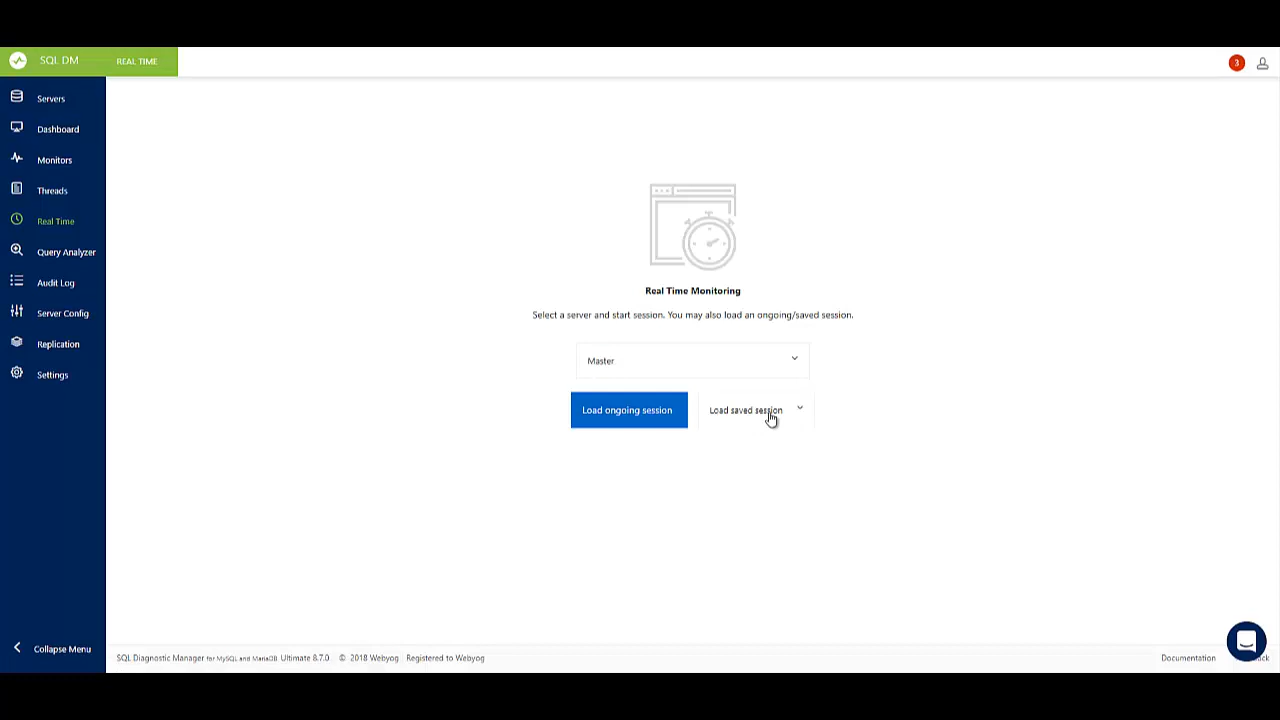 SQL DM
REAL TIME
3
Servers
Dashboard
Monitors
Threads
Real Time
Query Analyzer
Audit Log
Server Config
Replication
Settings
Collapse Menu
Real Time Monitoring
Select a server and start session. You may also load an ongoing/saved session.
Master
Load ongoing session
Load saved session
SQL Diagnostic Manager for MySQL and MariaDB Ultimate 8.7.0 © 2018 Webyog Registered to Webyog
Documentation